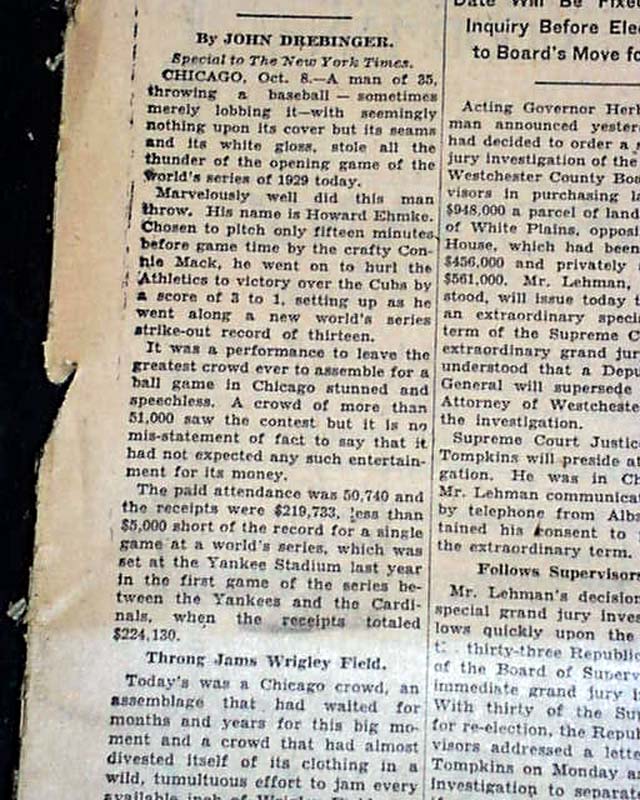 By JOHN DREBINGER.
Special to The New York Times.
CHICAGO, Oct. 8.—A man of 35,
throwing a baseball — sometimes
merely lobbing it—with seemingly
nothing upon its cover but its seams
and its white gloss, stole all the
thunder of the opening game of the
world's series of 1929 today.
Marvelously well did this man
throw. His name is Howard Ehmke.
Chosen to pitch only fifteen minutes
before game time by the crafty Con-
nie Mack, he went on to hurl the
Athletics to victory over the Cubs by
a score of 3 to 1, setting up as he
went along a new world's series
strike-out record of thirteen.
It was a performance to leave the
greatest crowd ever to assemble for a
ball game in Chicago stunned and
speechless. A crowd of more than
51,000 saw the contest but it is no
mis-statement of fact to say that it
had not expected any such entertain-
ment for its money.
The paid attendance was 50,740 and
the receipts were $219,733, less than
$5,000 short of the record for a single
game at a world's series, which was
set at the Yankee Stadium last year
in the first game of the series be-
tween the Yankees and the Cardi-
nals, when the receipts totaled
$224,130.
Throng Jams Wrigley Field.
Today's was a Chicago crowd, an
assemblage that had waited for
months and years for this big mo-
ment and a crowd that had almost
divested itself of its clothing in a
wild, tumultuous effort to jam every
available inch of Wrigley
Date Will Be Fixed
Inquiry Before Elec
to Board's Move fo
Acting Governor Herb
man announced yester
had decided to order a s
jury investigation of the
Westchester County Boa
visors in purchasing la
$948,000 a parcel of land
of White Plains, opposi
House, which had been
$456,000 and privately
$561,000. Mr. Lehman,
stood, will issue today t
an extraordinary speci
term of the Supreme C
extraordinary grand jur
understood that a Depu
General will supersede
Attorney of Westcheste
the investigation.
Supreme Court Justic
Tompkins will preside at
gation. He was in Ch
Mr. Lehman communica
by telephone from Alba
tained his consent to
the extraordinary term.
Follows Supervisors
Mr. Lehman's decision
special grand jury inves
lows quickly upon the
thirty-three Republic
of the Board of Superv
immediate grand jury i
With thirty of the Sup
for re-election, the Repub
visors addressed a lette
Tompkins on Monday a
investigation to separate